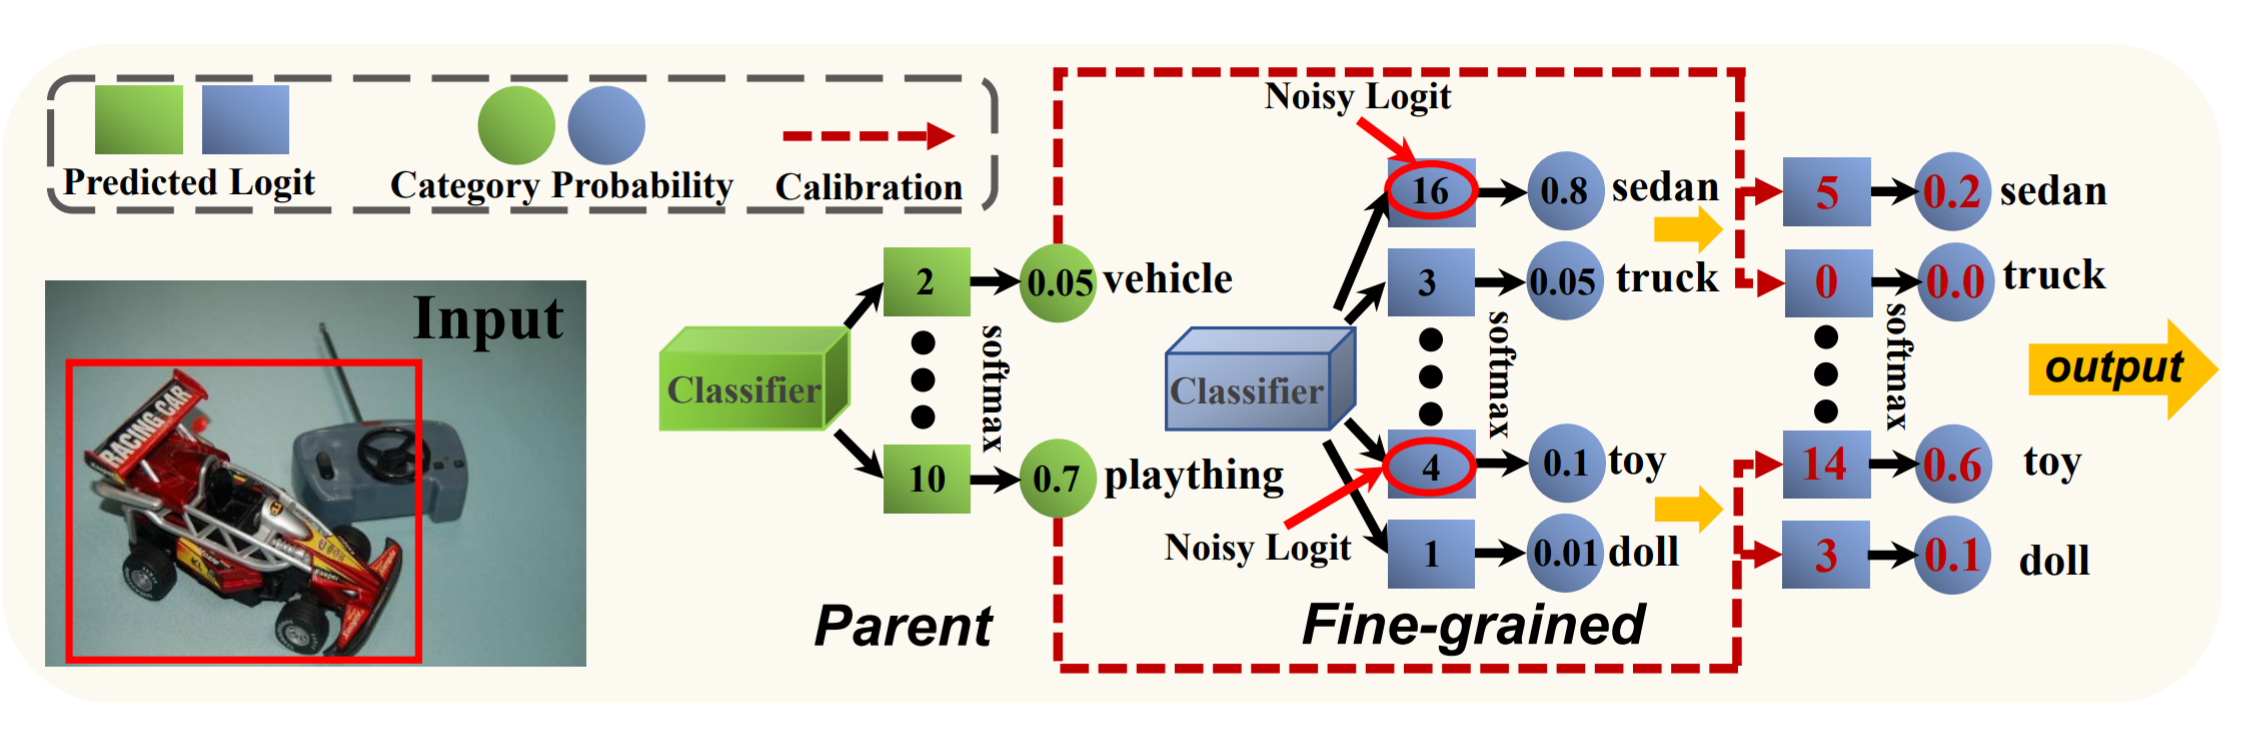 Predicted Logit
Category Probability
Calibration
Input
RACING CAR
Classifier
2
0.05
vehicle
softmax
10
0.7
plaything
Parent
Noisy Logit
Classifier
16
0.8
sedan
3
0.05
truck
softmax
4
0.1
toy
Noisy Logit
1
0.01
doll
Fine-grained
5
0.2
sedan
0
0.0
truck
softmax
14
0.6
toy
3
0.1
doll
output